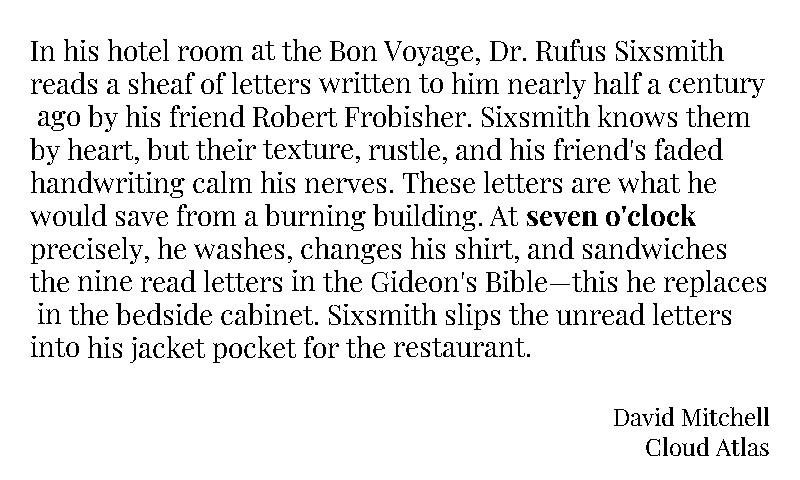 In his hotel room at the Bon Voyage, Dr. Rufus Sixsmith
reads a sheaf of letters written to him nearly half a century
ago by his friend Robert Frobisher. Sixsmith knows them
by heart, but their texture, rustle, and his friend's faded
handwriting calm his nerves. These letters are what he
would save from a burning building. At seven o'clock
precisely, he washes, changes his shirt, and sandwiches
the nine read letters in the Gideon's Bible—this he replaces
in the bedside cabinet. Sixsmith slips the unread letters
into his jacket pocket for the restaurant.
David Mitchell
Cloud Atlas